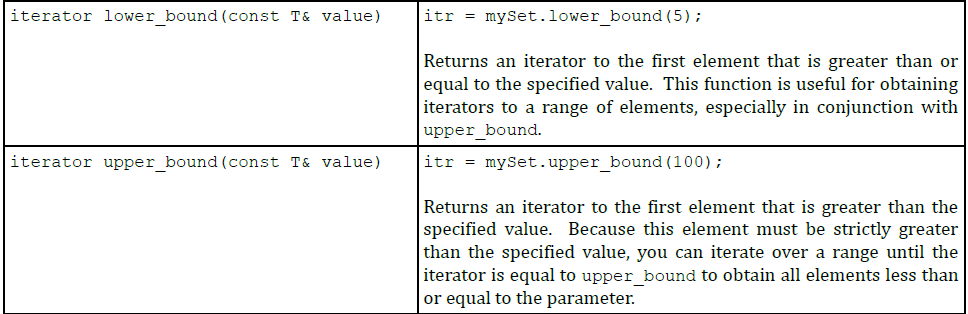 iterator lower_bound(const T& value)
itr = mySet.lower_bound(5);
Returns an iterator to the first element that is greater than or
equal to the specified value. This function is useful for obtaining
iterators to a range of elements, especially in conjunction with
upper_bound.
iterator upper_bound(const T& value)
itr = mySet.upper_bound(100);
Returns an iterator to the first element that is greater than the
specified value. Because this element must be strictly greater
than the specified value, you can iterate over a range until the
iterator is equal to upper_bound to obtain all elements less than
or equal to the parameter.